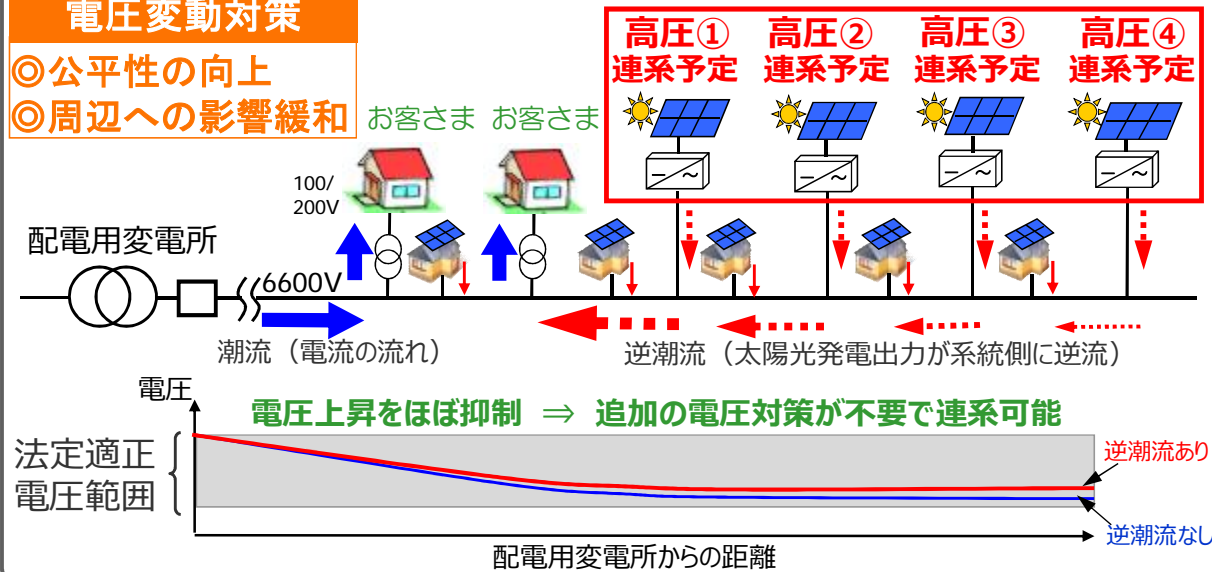 電圧変動対策
◎公平性の向上
◎周辺への影響緩和
高圧①
連系予定
高圧②
連系予定
高圧③
連系予定
高圧④
連系予定
お客さま
お客さま
100/
200V
配電用変電所
6600V
潮流（電流の流れ）
逆潮流（太陽光発電出力が系統側に逆流）
電圧
電圧上昇をほぼ抑制 ⇒ 追加の電圧対策が不要で連系可能
法定適正
電圧範囲
逆潮流あり
逆潮流なし
配電用変電所からの距離